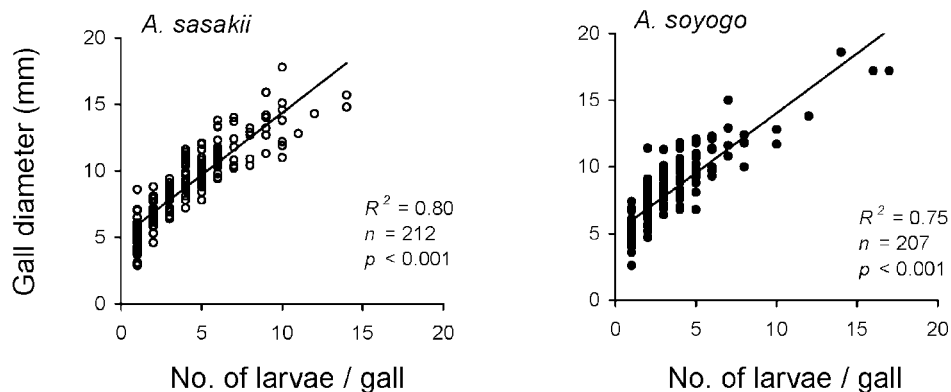 A. sasakii
Gall diameter (mm)
20
15
10
5
0
R² = 0.80
n = 212
p < 0.001
0 5 10 15 20
No. of larvae / gall
A. soyogo
20
15
10
5
0
R² = 0.75
n = 207
p < 0.001
0 5 10 15 20
No. of larvae / gall